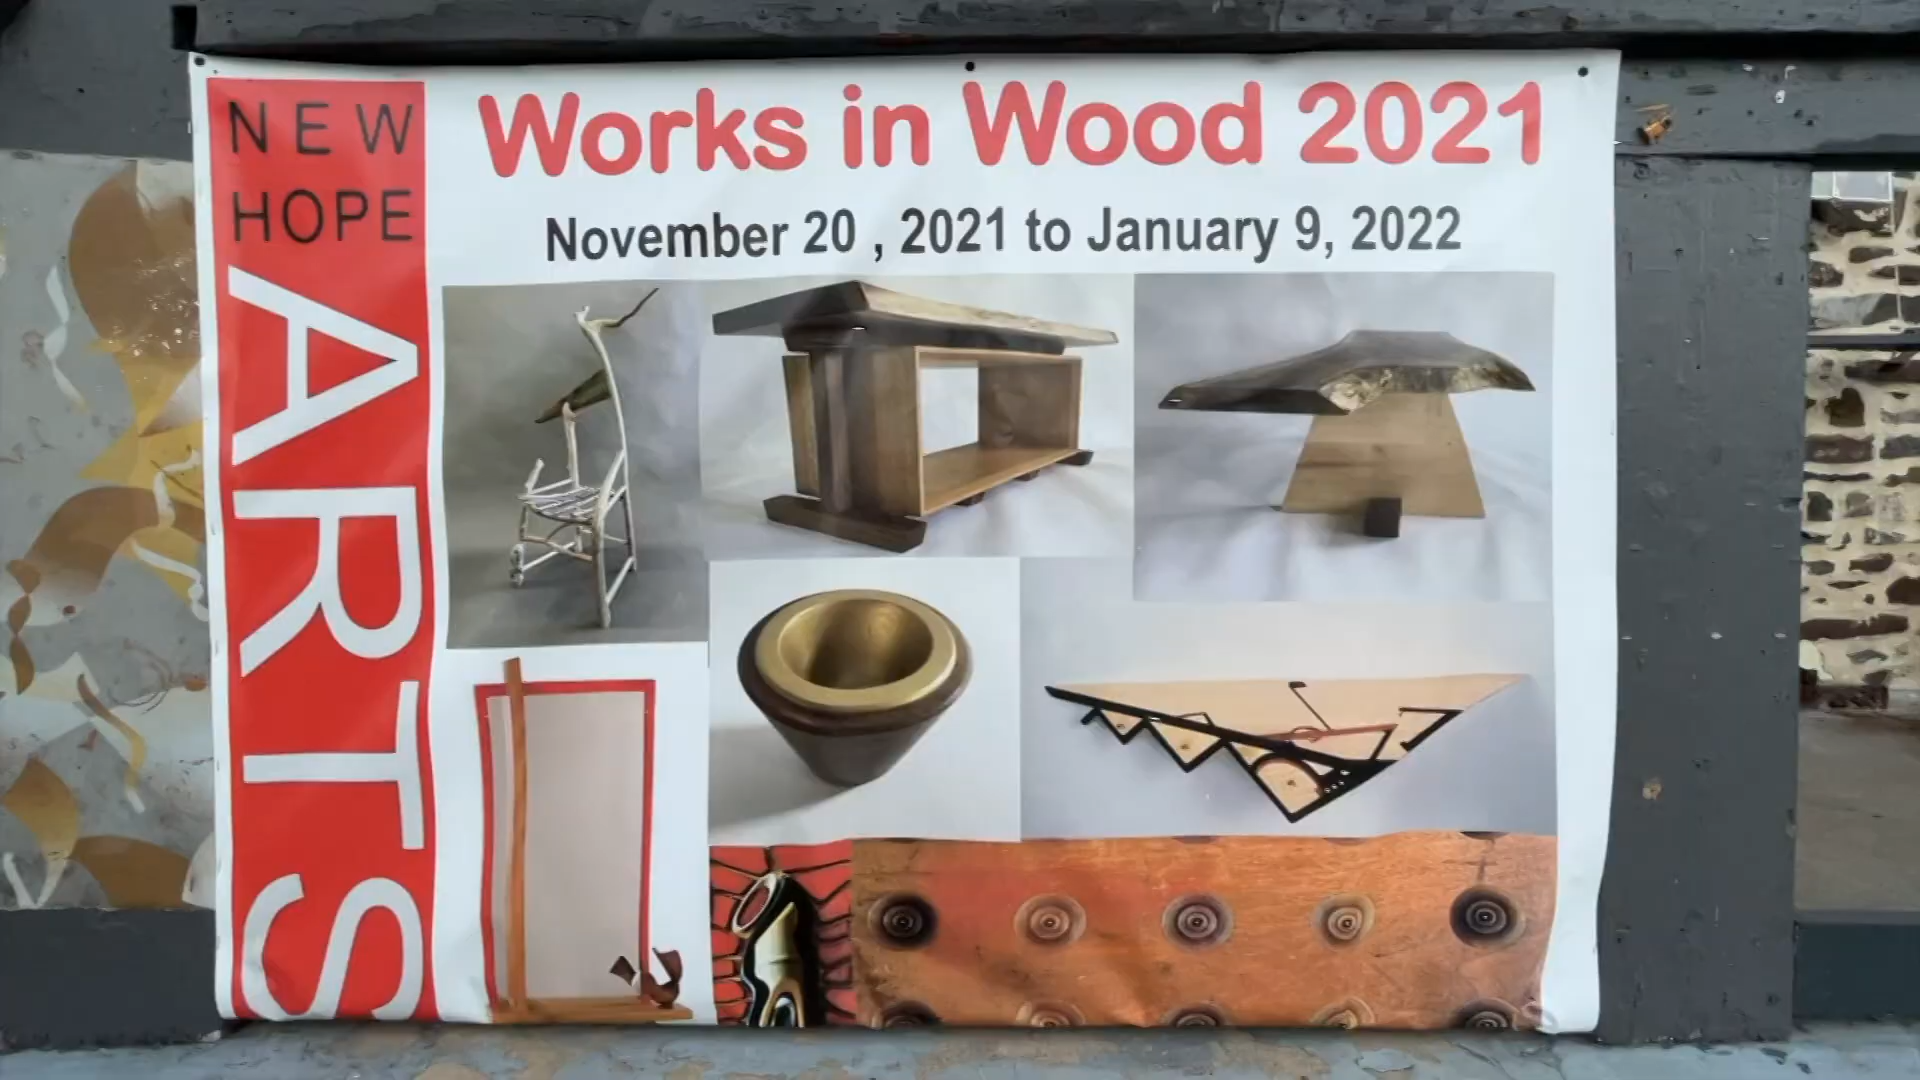 NEW
HOPE
ARTS
Works in Wood 2021
November 20 , 2021 to January 9, 2022